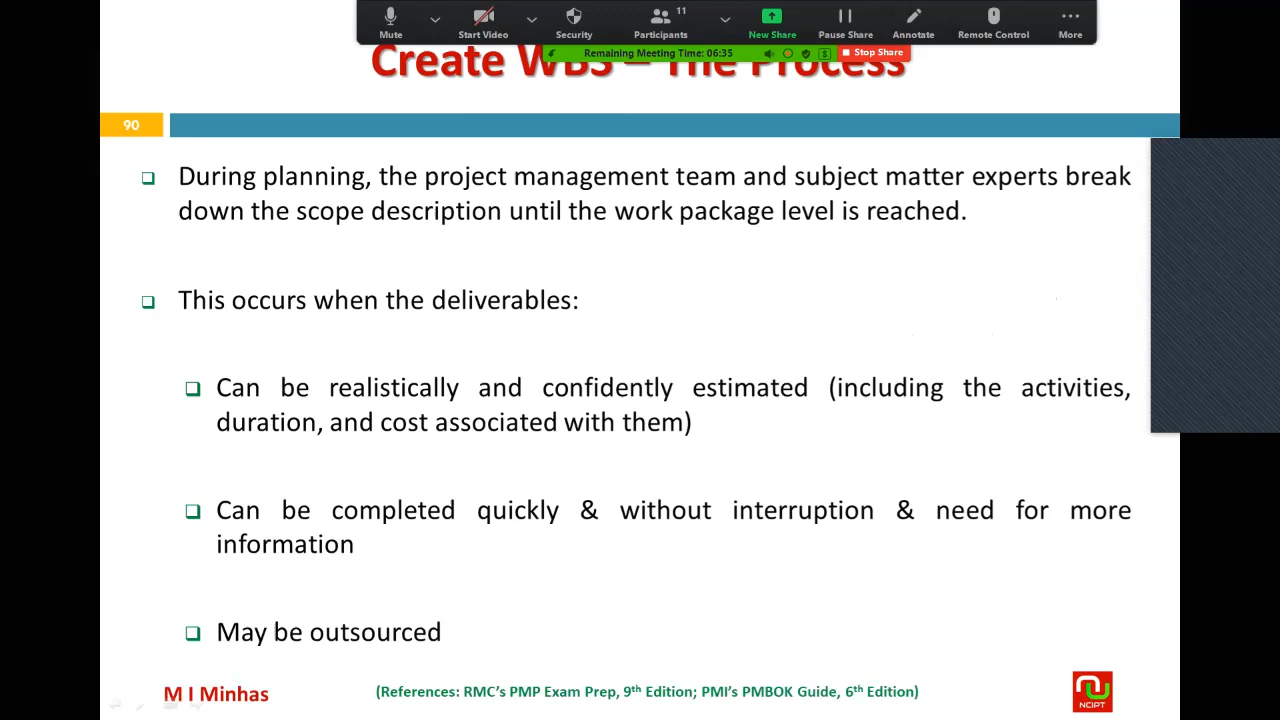 11
Mute
Start Video
Security
Participants
New Share
Pause Share
Annotate
Remote Control
More
Remaining Meeting Time: 06:35
Stop Share
Create WBS – The Process
90
During planning, the project management team and subject matter experts break
down the scope description until the work package level is reached.
This occurs when the deliverables:
Can be realistically and confidently estimated (including the activities,
duration, and cost associated with them)
Can be completed quickly & without interruption & need for more
information
May be outsourced
M I Minhas
(References: RMC's PMP Exam Prep, 9th Edition; PMI's PMBOK Guide, 6th Edition)
NCIPT